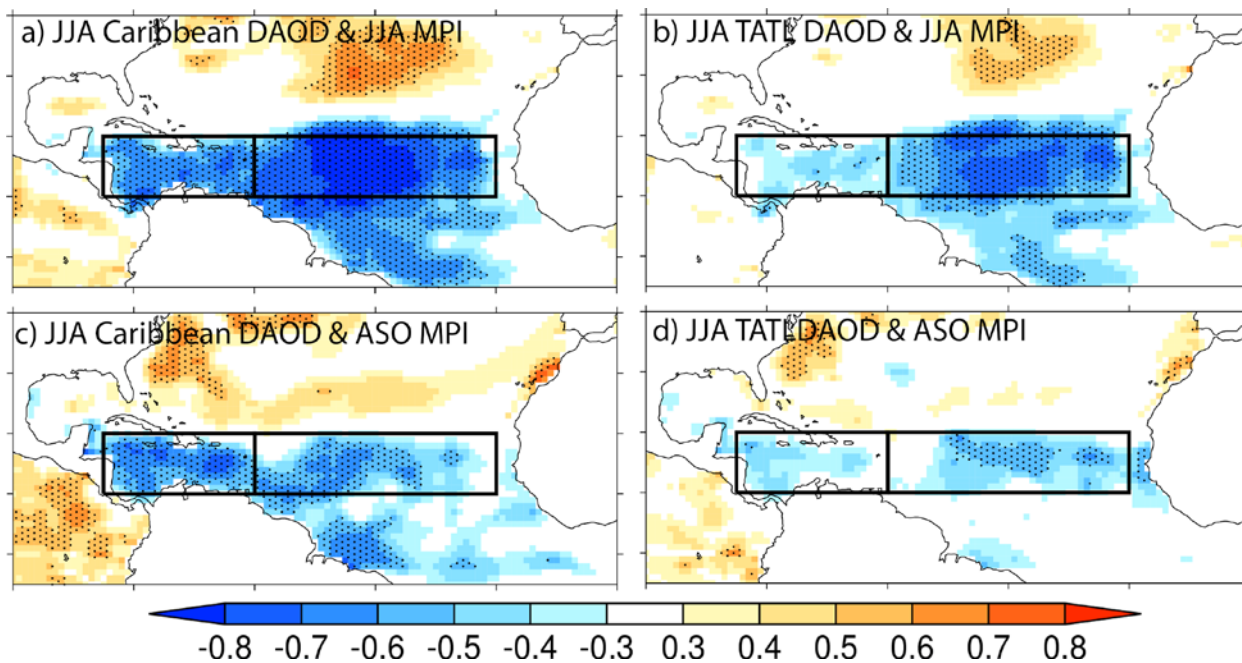 a) JJA Caribbean DAOD & JJA MPI
b) JJA TATL DAOD & JJA MPI
c) JJA Caribbean DAOD & ASO MPI
d) JJA TATL DAOD & ASO MPI
-0.8 -0.7 -0.6 -0.5 -0.4 -0.3 0.3 0.4 0.5 0.6 0.7 0.8